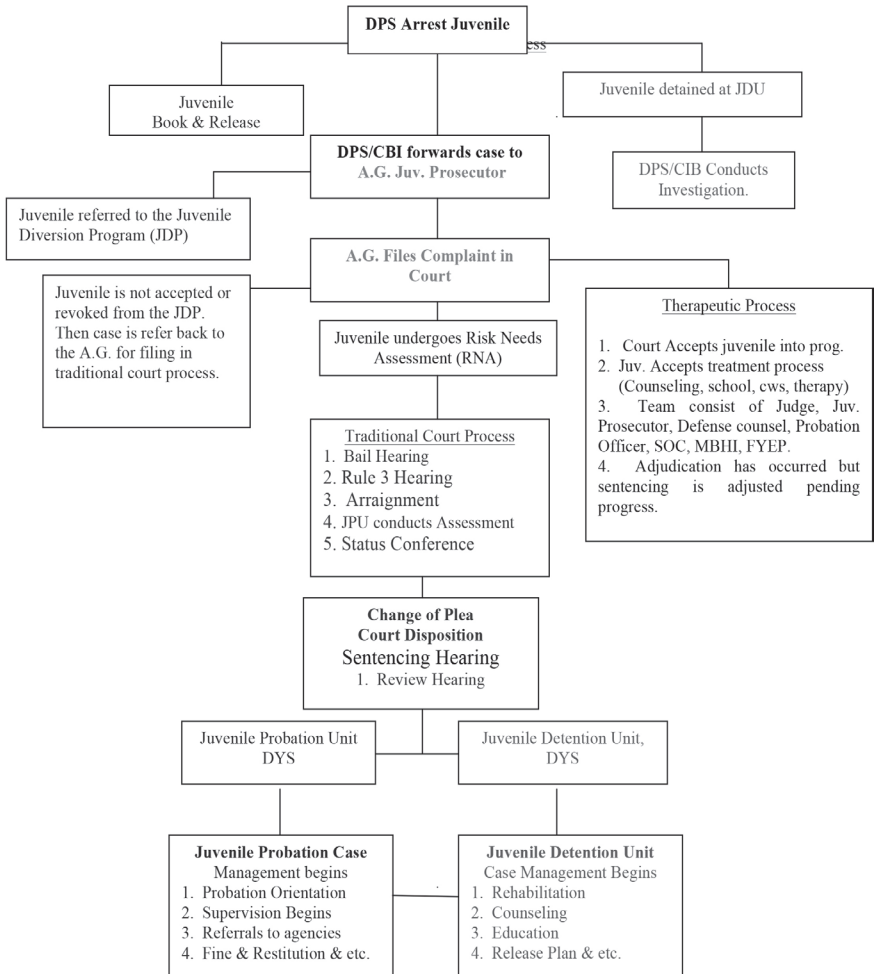 DPS Arrest Juvenile
ess
Juvenile
Book & Release
Juvenile detained at JDU
DPS/CBI forwards case to
A.G. Juv. Prosecutor
DPS/CIB Conducts
Investigation.
Juvenile referred to the Juvenile
Diversion Program (JDP)
A.G. Files Complaint in
Court
Juvenile is not accepted or
revoked from the JDP.
Then case is refer back to
the A.G. for filing in
traditional court process.
Juvenile undergoes Risk Needs
Assessment (RNA)
Therapeutic Process
1. Court Accepts juvenile into prog.
2. Juv. Accepts treatment process
(Counseling, school, cws, therapy)
3. Team consist of Judge, Juv.
Prosecutor, Defense counsel, Probation
Officer, SOC, MBHI, FYEP.
4. Adjudication has occurred but
sentencing is adjusted pending
progress.
Traditional Court Process
1. Bail Hearing
2. Rule 3 Hearing
3. Arraignment
4. JPU conducts Assessment
5. Status Conference
Change of Plea
Court Disposition
Sentencing Hearing
1. Review Hearing
Juvenile Probation Unit
DYS
Juvenile Detention Unit,
DYS
Juvenile Probation Case
Management begins
1. Probation Orientation
2. Supervision Begins
3. Referrals to agencies
4. Fine & Restitution & etc.
Juvenile Detention Unit
Case Management Begins
1. Rehabilitation
2. Counseling
3. Education
4. Release Plan & etc.